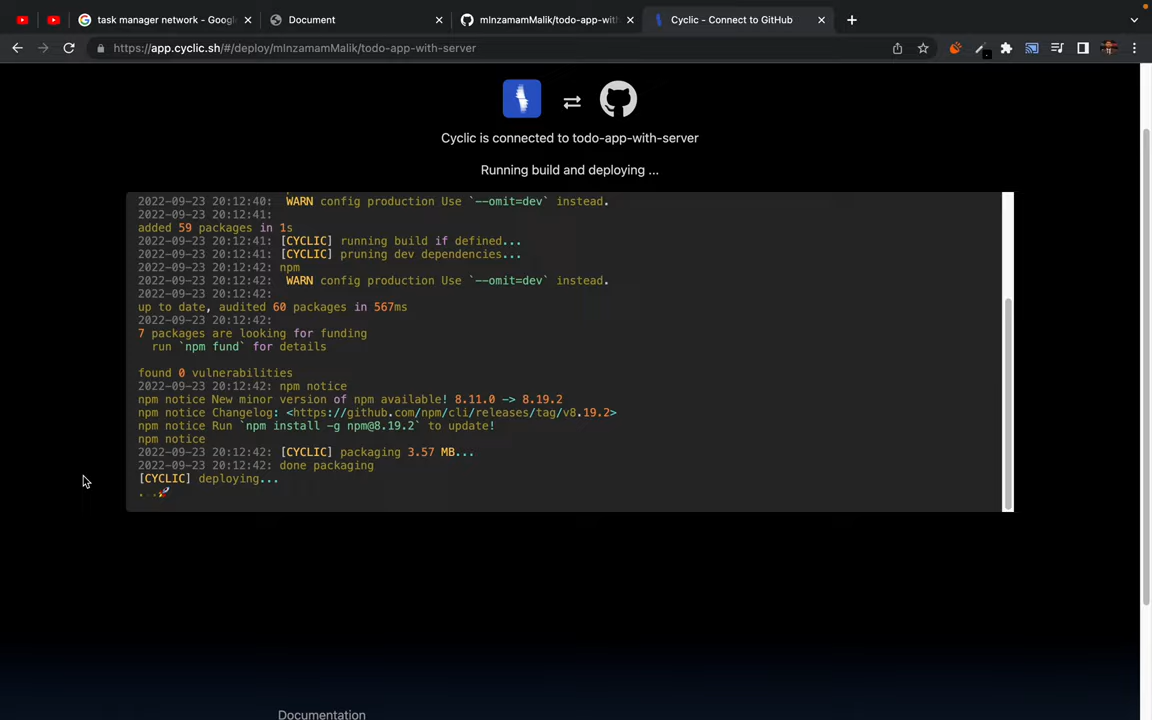 task manager network - Goog
Document
mInzamamMalik/todo-app-with
Cyclic - Connect to GitHub
https://app.cyclic.sh/#/deploy/mInzamamMalik/todo-app-with-server
Cyclic is connected to todo-app-with-server
Running build and deploying ...
2022-09-23 20:12:40: WARN config production Use `--omit=dev` instead.
2022-09-23 20:12:41:
added 59 packages in 1s
2022-09-23 20:12:41: [CYCLIC] running build if defined...
2022-09-23 20:12:41: [CYCLIC] pruning dev dependencies...
2022-09-23 20:12:42: npm
2022-09-23 20:12:42: WARN config production Use `--omit=dev` instead.
2022-09-23 20:12:42:
up to date, audited 60 packages in 567ms
2022-09-23 20:12:42:
7 packages are looking for funding
run `npm fund` for details
found 0 vulnerabilities
2022-09-23 20:12:42: npm notice
npm notice New minor version of npm available! 8.11.0 -> 8.19.2
npm notice Changelog: <https://github.com/npm/cli/releases/tag/v8.19.2>
npm notice Run `npm install -g npm@8.19.2` to update!
npm notice
2022-09-23 20:12:42: [CYCLIC] packaging 3.57 MB...
2022-09-23 20:12:42: done packaging
[CYCLIC] deploying...
. ..🚀
Documentation